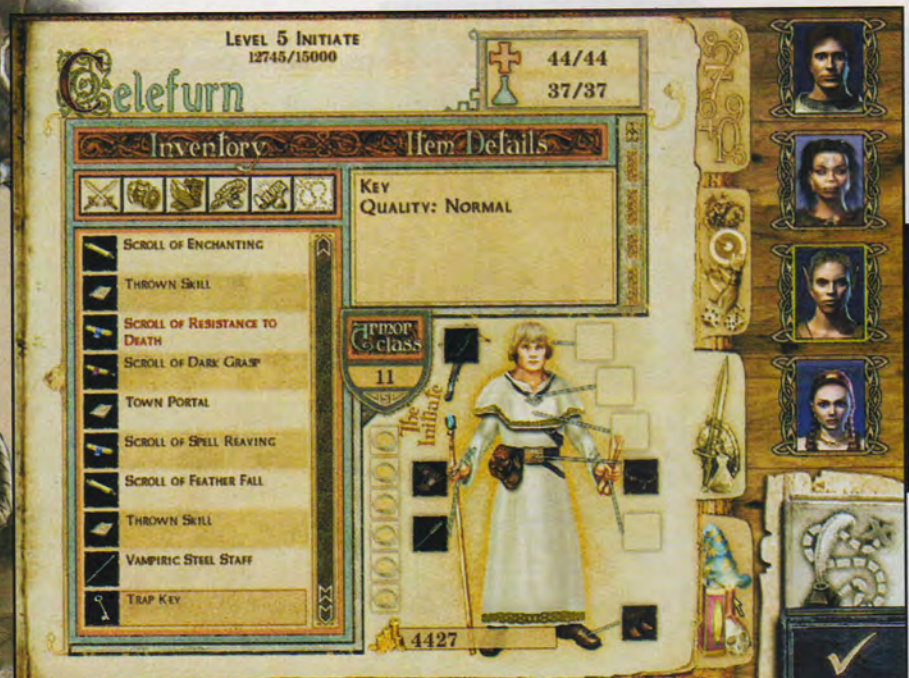 LEVEL 5 INITIATE
12745/15000
Celefurn
44/44
37/37
Inventory
Item Details
KEY
QUALITY: NORMAL
SCROLL OF ENCHANTING
THROWN SKILL
SCROLL OF RESISTANCE TO
DEATH
SCROLL OF DARK GRASP
TOWN PORTAL
SCROLL OF SPELL REAVING
SCROLL OF FEATHER FALL
THROWN SKILL
VAMPIRIC STEEL STAFF
TRAP KEY
Armor
Class
11
The
Initiate
4427